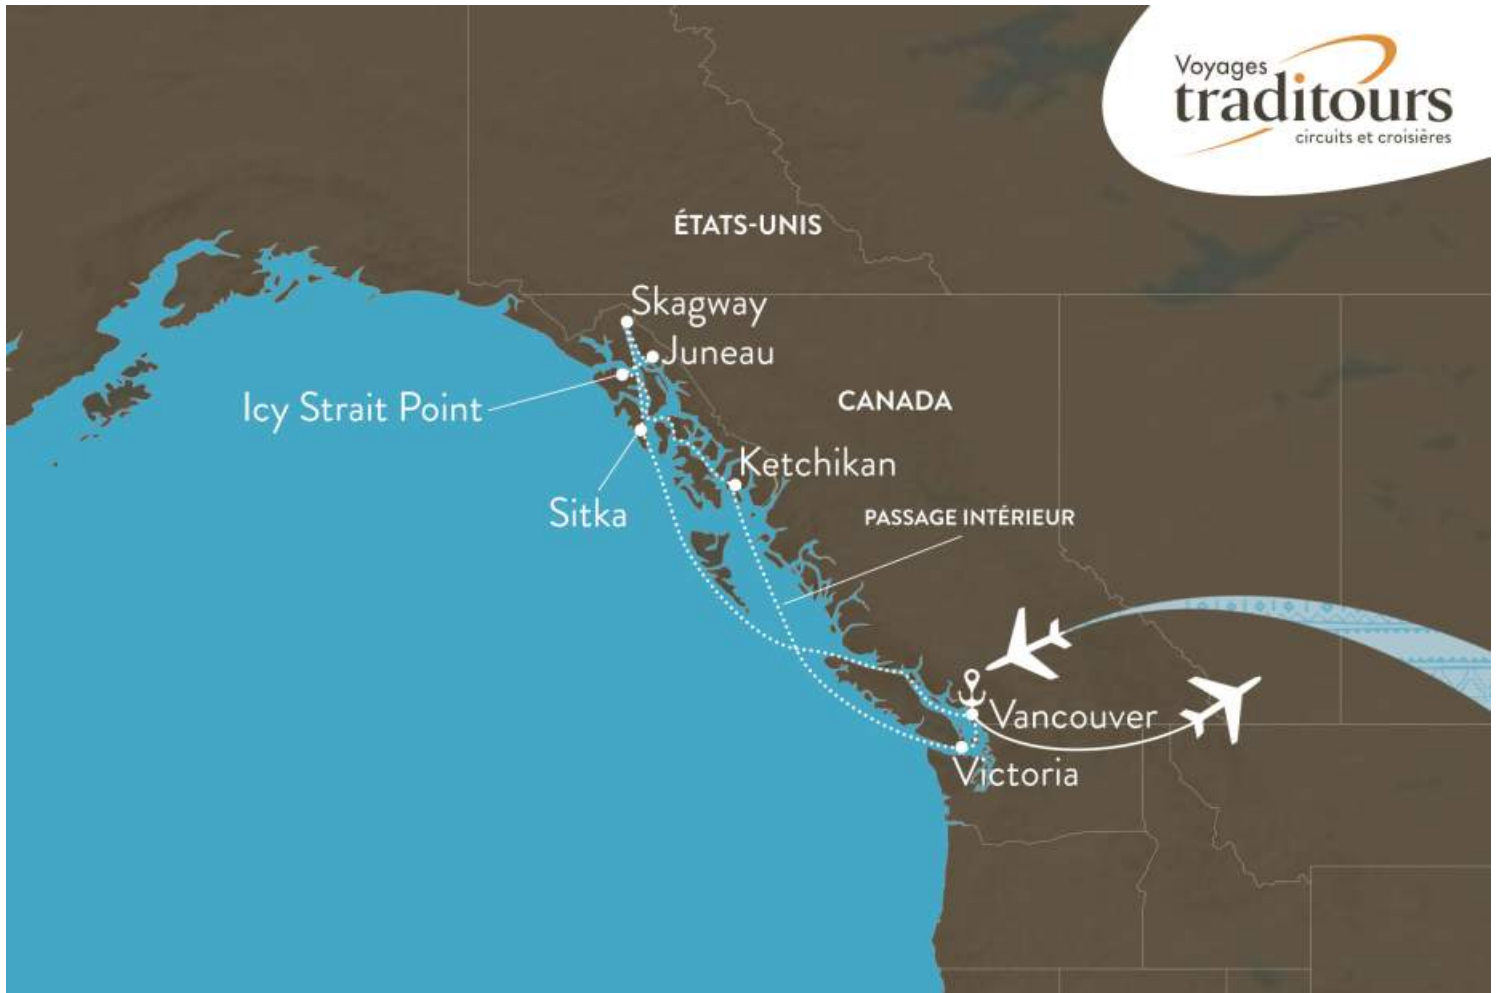 Voyages
traditours
circuits et croisières
ÉTATS-UNIS
Skagway
Juneau
Icy Strait Point
CANADA
Ketchikan
Sitka
PASSAGE INTÉRIEUR
Vancouver
Victoria